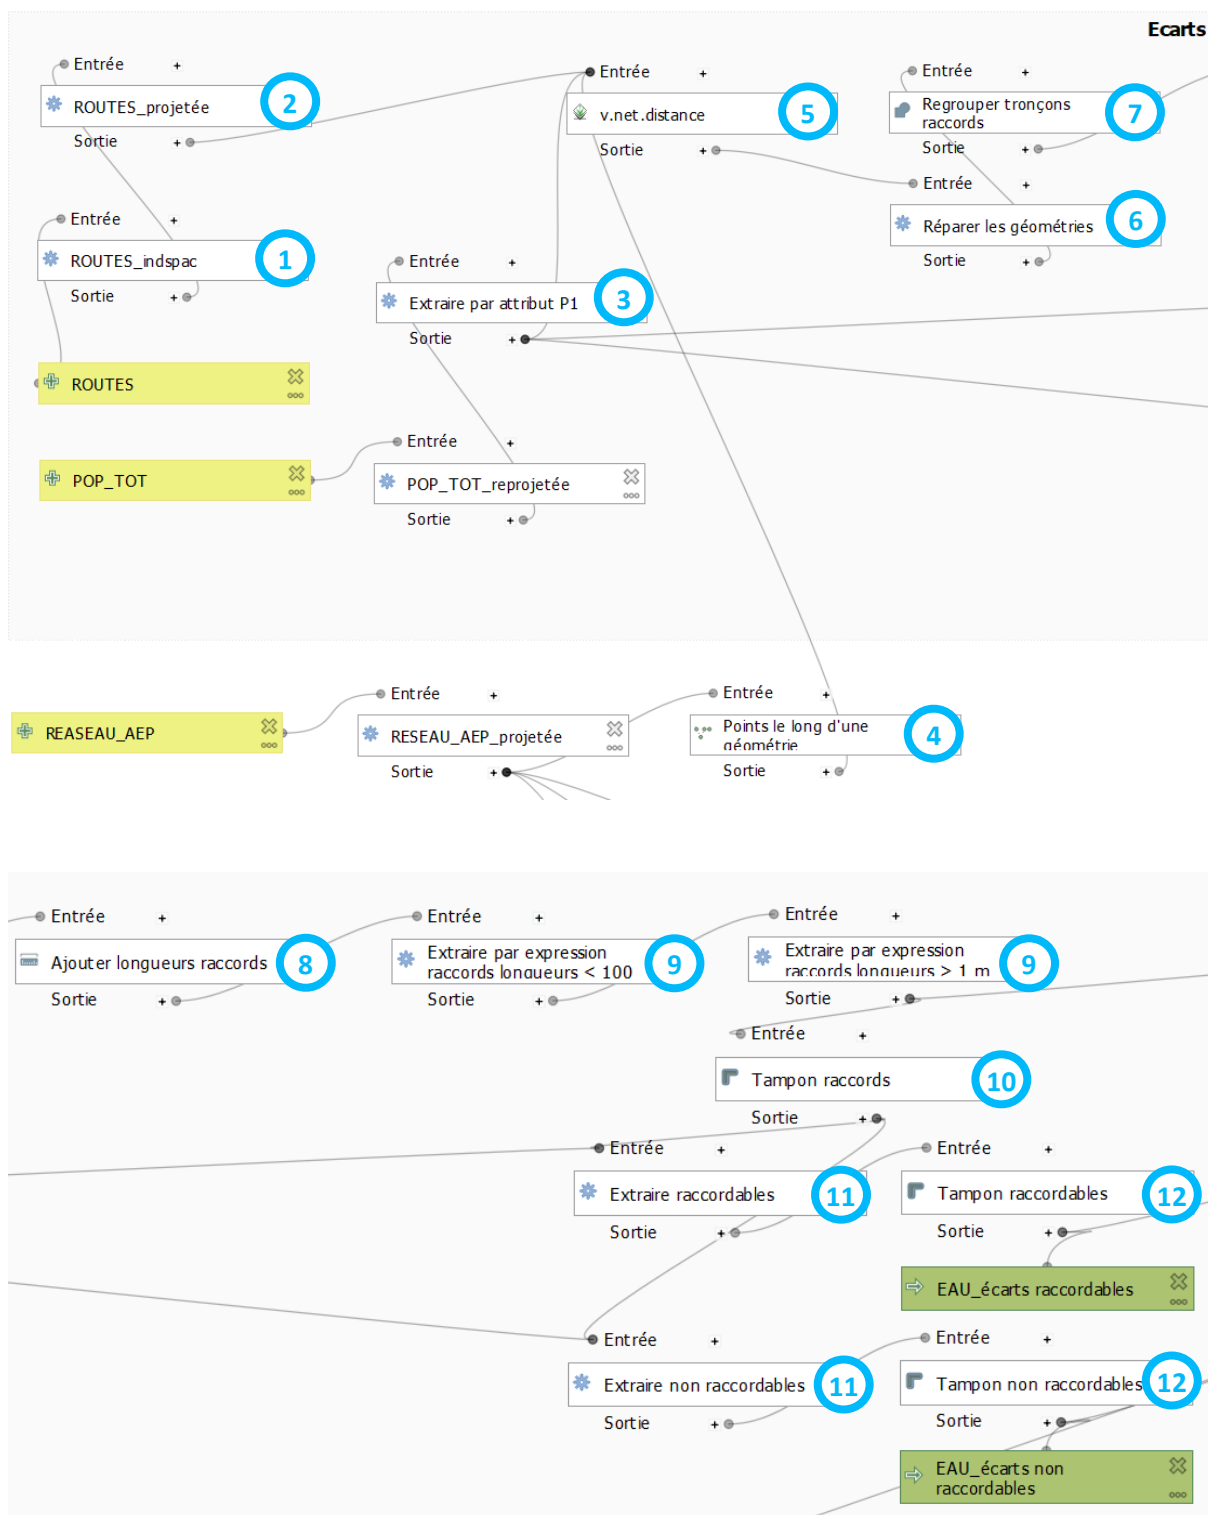 Ecarts
Entrée +
ROUTES_projetée 2
Sortie +
Entrée +
v.net.distance 5
Sortie +
Entrée +
Regrouper tronçons
raccords 7
Sortie +
Entrée +
Réparer les géométries 6
Sortie +
Entrée +
ROUTES_indspac 1
Sortie +
Entrée +
Extraire par attribut P1 3
Sortie +
ROUTES
Entrée +
POP_TOT
POP_TOT_reprojetée
Sortie +
Entrée +
REASEAU_AEP
RESEAU_AEP_projetée
Sortie +
Entrée +
Points le long d'une
géométrie 4
Sortie +
Entrée +
Ajouter longueurs raccords 8
Sortie +
Entrée +
Extraire par expression
raccords longueurs < 100 9
Sortie +
Entrée +
Extraire par expression
raccords longueurs > 1 m 9
Sortie +
Entrée +
Tampon raccords 10
Sortie +
Entrée +
Extraire raccordables 11
Sortie +
Entrée +
Tampon raccordables 12
Sortie +
EAU_écarts raccordables
Entrée +
Extraire non raccordables 11
Sortie +
Entrée +
Tampon non raccordables 12
Sortie +
EAU_écarts non
raccordables